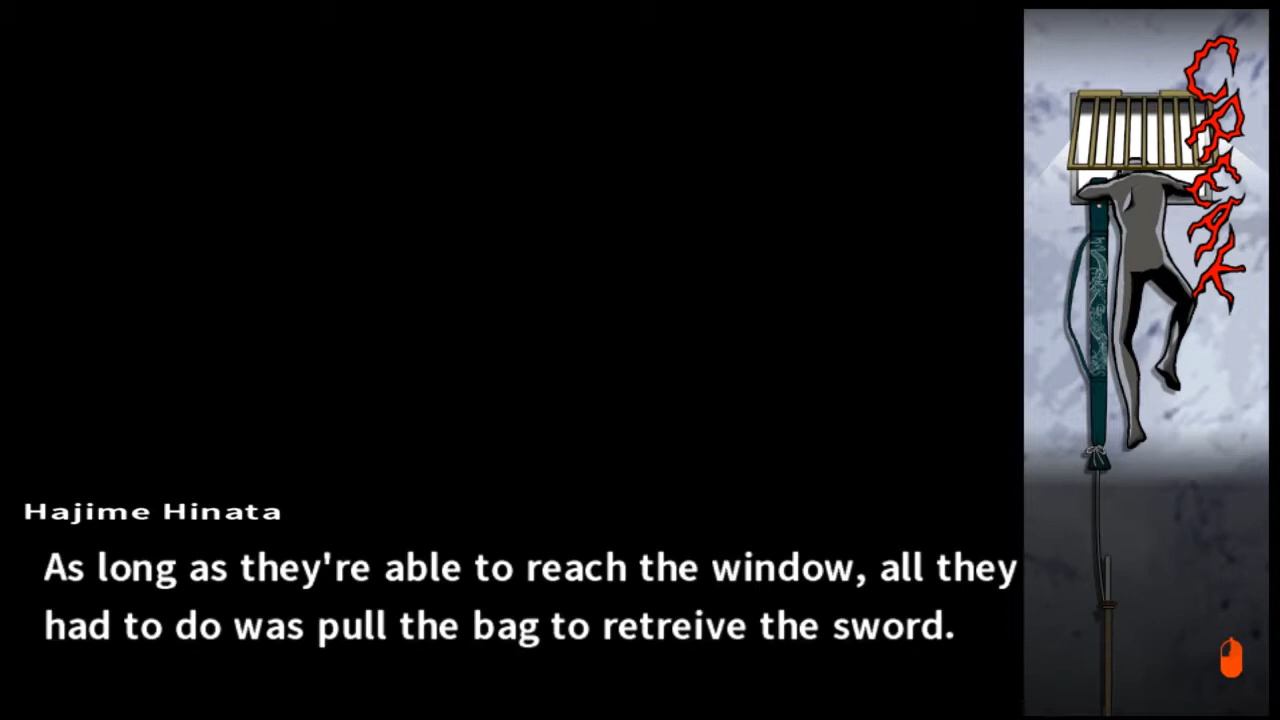 CREAK
Hajime Hinata
As long as they're able to reach the window, all they
had to do was pull the bag to retreive the sword.